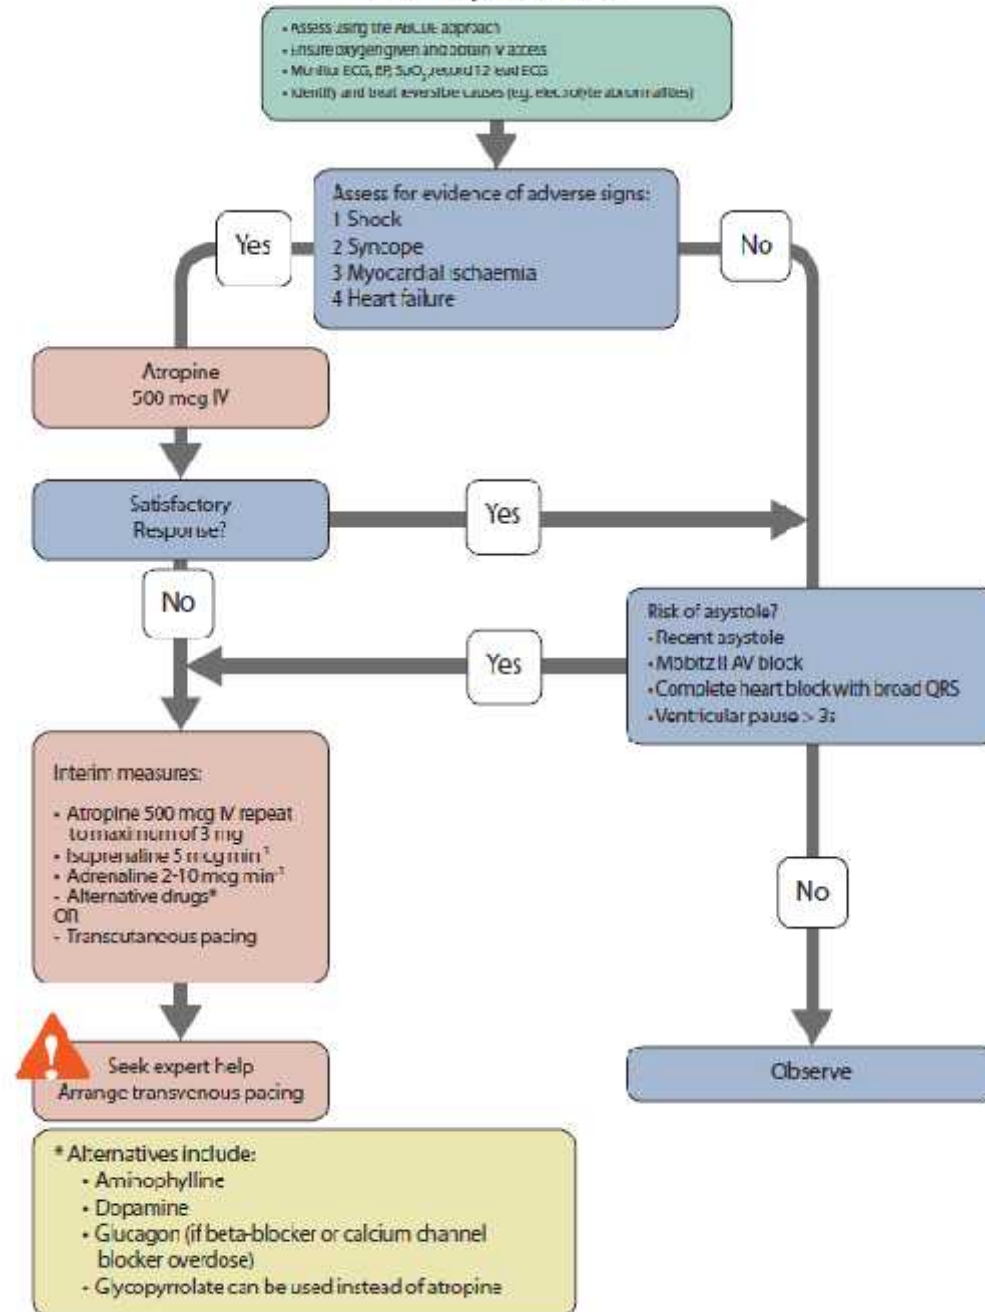 • Assess using the ABCDE approach
• Ensure oxygen given and obtain IV access
• Monitor ECG, BP, SpO₂, record 12 lead ECG
• Identify and treat reversible causes (e.g. electrolyte abnormalities)
Assess for evidence of adverse signs:
1 Shock
2 Syncope
3 Myocardial ischaemia
4 Heart failure
Yes
No
Atropine
500 mcg IV
Satisfactory
Response?
Yes
No
Risk of asystole?
• Recent asystole
• Mobitz II AV block
• Complete heart block with broad QRS
• Ventricular pause > 3s
Yes
Interim measures:
• Atropine 500 mcg IV repeat
to maximum of 3 mg
• Isoprenaline 5 mcg min⁻¹
• Adrenaline 2-10 mcg min⁻¹
- Alternative drugs*
OR
- Transcutaneous pacing
No
!
Seek expert help
Arrange transvenous pacing
Observe
* Alternatives include:
• Aminophylline
• Dopamine
• Glucagon (if beta-blocker or calcium channel
blocker overdose)
- Glycopyrrolate can be used instead of atropine